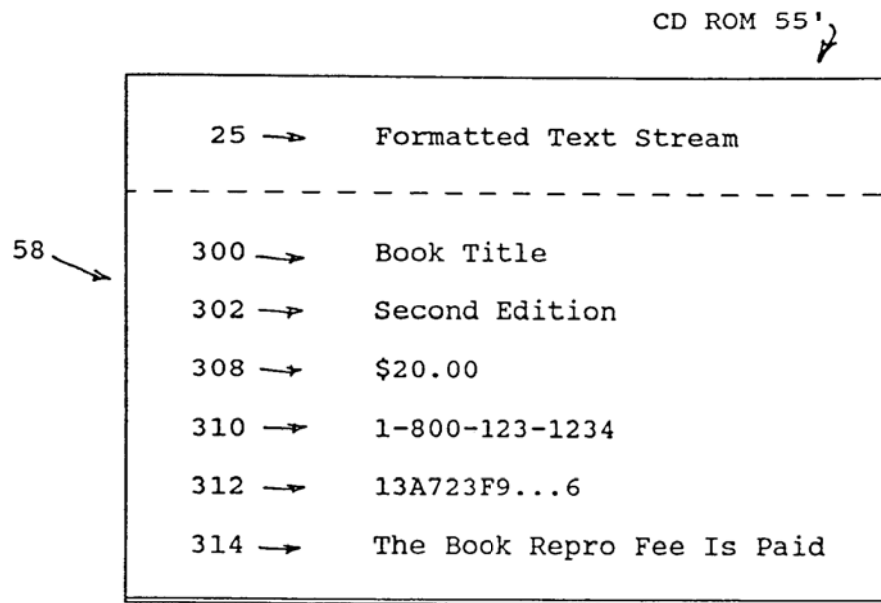 CD ROM 55'
25 Formatted Text Stream
58
300 Book Title
302 Second Edition
308 $20.00
310 1-800-123-1234
312 13A723F9...6
314 The Book Repro Fee Is Paid